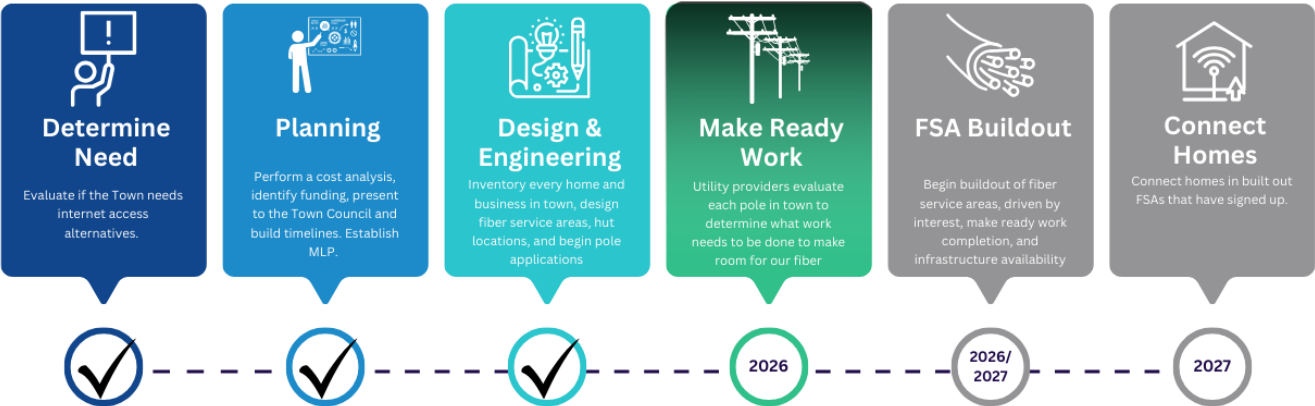 Determine
Need
Evaluate if the Town needs
internet access
alternatives.
Planning
Perform a cost analysis,
identify funding, present
to the Town Council and
build timelines. Establish
MLP.
Design &
Engineering
Inventory every home and
business in town, design
fiber service areas, hut
locations, and begin pole
applications
Make Ready
Work
Utility providers evaluate
each pole in town to
determine what work
needs to be done to make
room for our fiber
FSA Buildout
Begin buildout of fiber
service areas, driven by
interest, make ready work
completion, and
infrastructure availability
Connect
Homes
Connect homes in built out
FSAs that have signed up.
2026
2026/
2027
2027